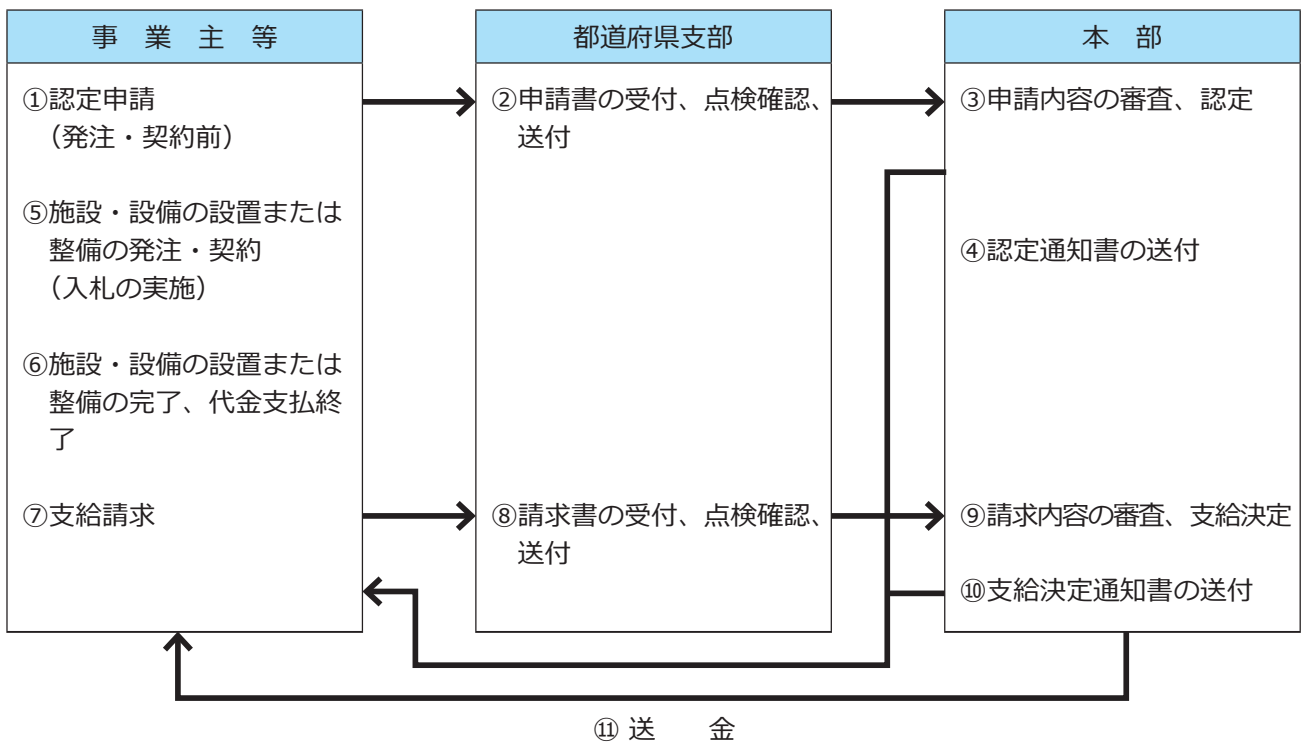 事 業 主 等
①認定申請
（発注・契約前）
⑤施設・設備の設置または
整備の発注・契約
（入札の実施）
⑥施設・設備の設置または
整備の完了、代金支払終
了
⑦支給請求
都道府県支部
②申請書の受付、点検確認、
送付
⑧請求書の受付、点検確認、
送付
本 部
③申請内容の審査、認定
④認定通知書の送付
⑨請求内容の審査、支給決定
⑩支給決定通知書の送付
⑪ 送 金